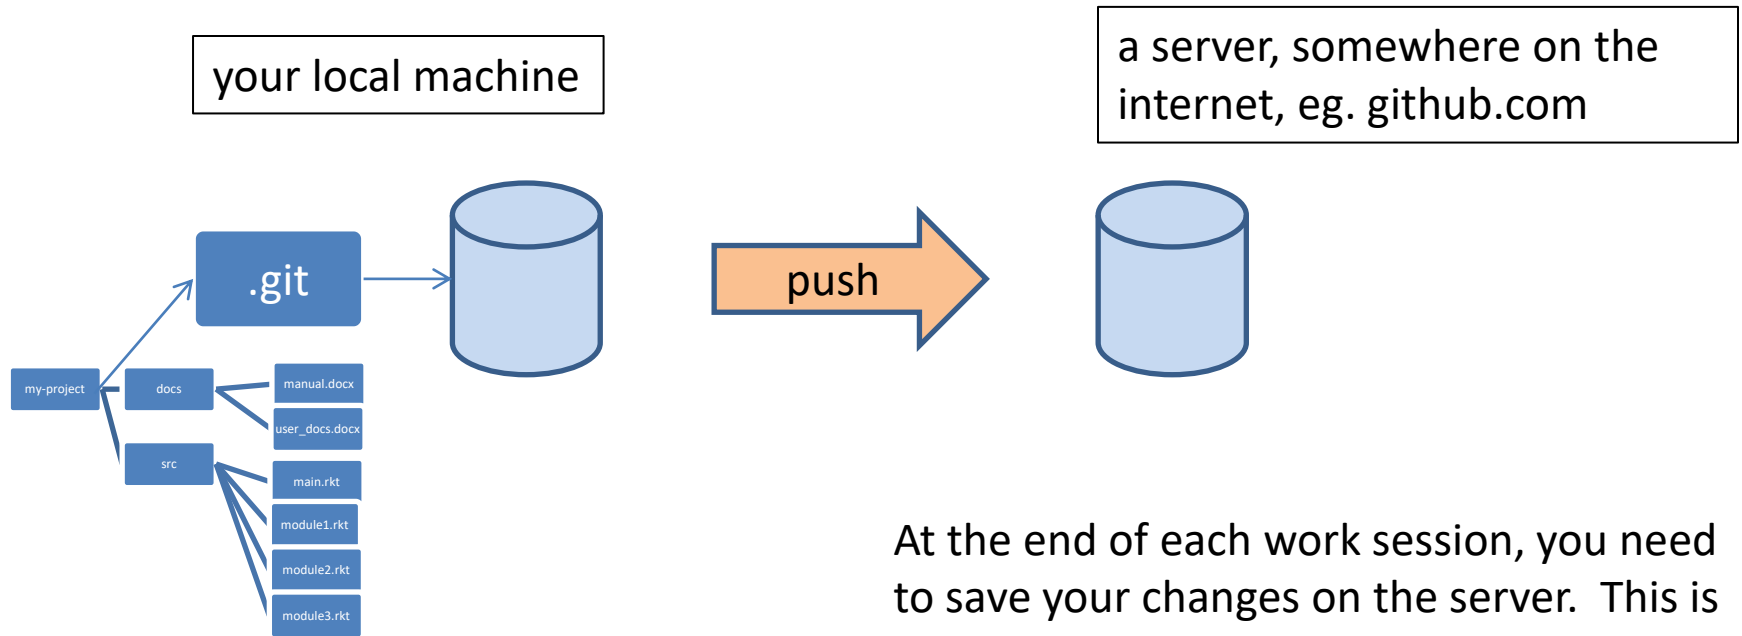 your local machine
a server, somewhere on the
internet, eg. github.com
.git
push
my-project
docs
manual.docx
user_docs.docx
src
main.rkt
module1.rkt
module2.rkt
module3.rkt
At the end of each work session, you need
to save your changes on the server.  This is